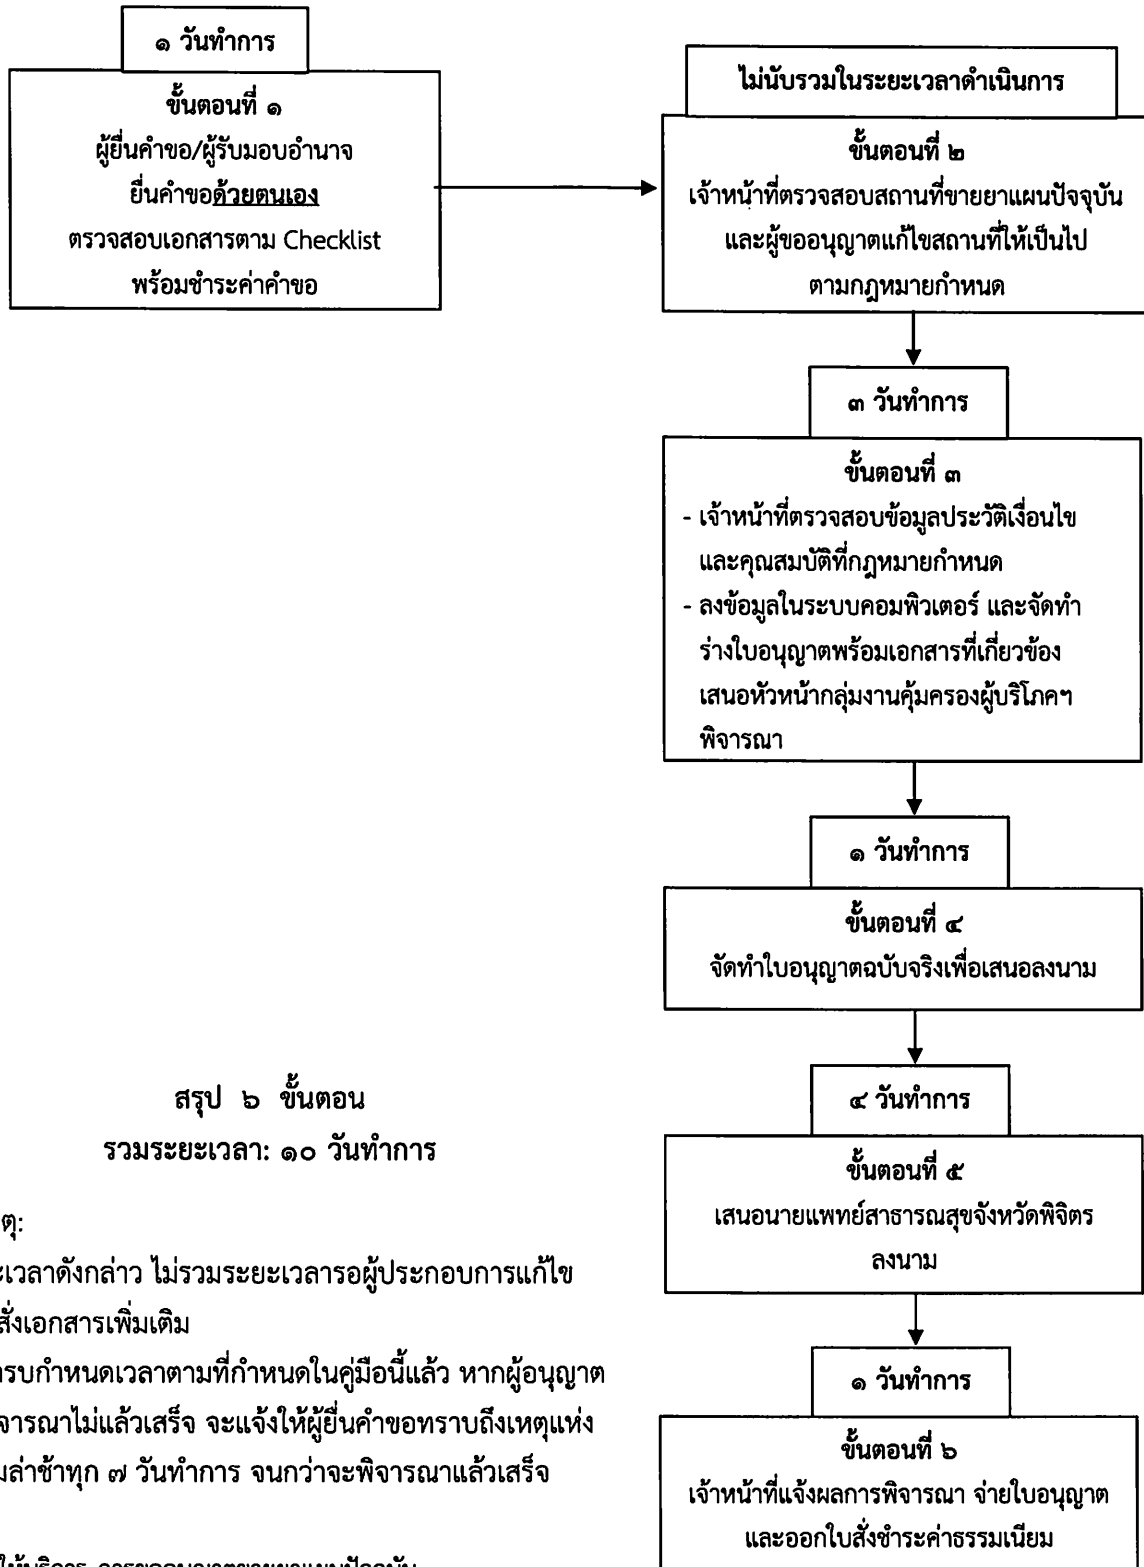 ๑ วันทำการ
ขั้นตอนที่ ๑
ผู้ยื่นคำขอ/ผู้รับมอบอำนาจ
ยื่นคำขอด้วยตนเอง
ตรวจสอบเอกสารตาม Checklist
พร้อมชำระค่าคำขอ
ไม่นับรวมในระยะเวลาดำเนินการ
ขั้นตอนที่ ๒
เจ้าหน้าที่ตรวจสอบสถานที่ขายยาแผนปัจจุบัน
และผู้ขออนุญาตแก้ไขสถานที่ให้เป็นไป
ตามกฎหมายกำหนด
๓ วันทำการ
ขั้นตอนที่ ๓
- เจ้าหน้าที่ตรวจสอบข้อมูลประวัติเงื่อนไข
และคุณสมบัติที่กฎหมายกำหนด
- ลงข้อมูลในระบบคอมพิวเตอร์ และจัดทำ
ร่างใบอนุญาตพร้อมเอกสารที่เกี่ยวข้อง
เสนอหัวหน้ากลุ่มงานคุ้มครองผู้บริโภคฯ
พิจารณา
๑ วันทำการ
ขั้นตอนที่ ๔
จัดทำใบอนุญาตฉบับจริงเพื่อเสนอลงนาม
๔ วันทำการ
ขั้นตอนที่ ๕
เสนอนายแพทย์สาธารณสุขจังหวัดพิจิตร
ลงนาม
๑ วันทำการ
ขั้นตอนที่ ๖
เจ้าหน้าที่แจ้งผลการพิจารณา จ่ายใบอนุญาต
และออกใบสั่งชำระค่าธรรมเนียม
สรุป ๖ ขั้นตอน
รวมระยะเวลา: ๑๐ วันทำการ
ตุ:
ะเวลาดังกล่าว ไม่รวมระยะเวลารอผู้ประกอบการแก้ไข
สั่งเอกสารเพิ่มเติม
ารบกำหนดเวลาตามที่กำหนดในคู่มือนี้แล้ว หากผู้อนุญาต
จารณาไม่แล้วเสร็จ จะแจ้งให้ผู้ยื่นคำขอทราบถึงเหตุแห่ง
มล่าช้าทุก ๗ วันทำการ จนกว่าจะพิจารณาแล้วเสร็จ